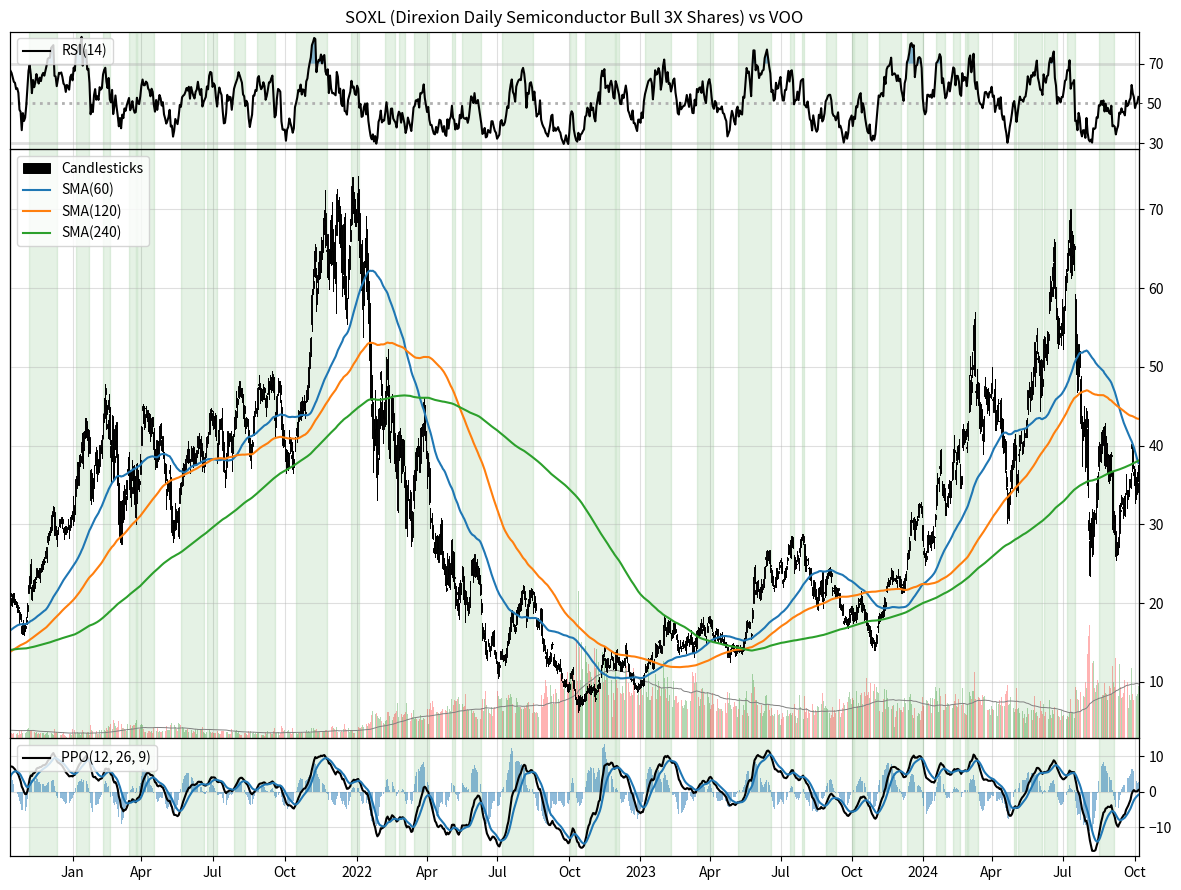 SOXL (Direxion Daily Semiconductor Bull 3X Shares) vs VOO
RSI(14)
70
50
30
Candlesticks
SMA(60)
SMA(120)
SMA(240)
70
60
50
40
30
20
10
PPO(12, 26, 9)
10
0
−10
Jan Apr Jul Oct 2022 Apr Jul Oct 2023 Apr Jul Oct 2024 Apr Jul Oct